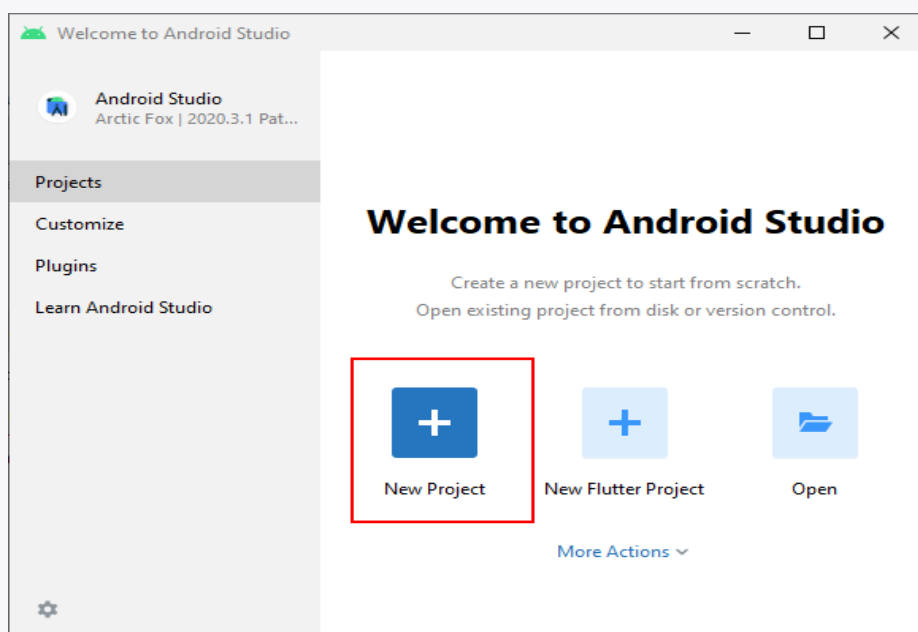 Welcome to Android Studio
Android Studio
Arctic Fox | 2020.3.1 Pat...
Projects
Customize
Plugins
Learn Android Studio
Welcome to Android Studio
Create a new project to start from scratch.
Open existing project from disk or version control.
New Project
New Flutter Project
Open
More Actions